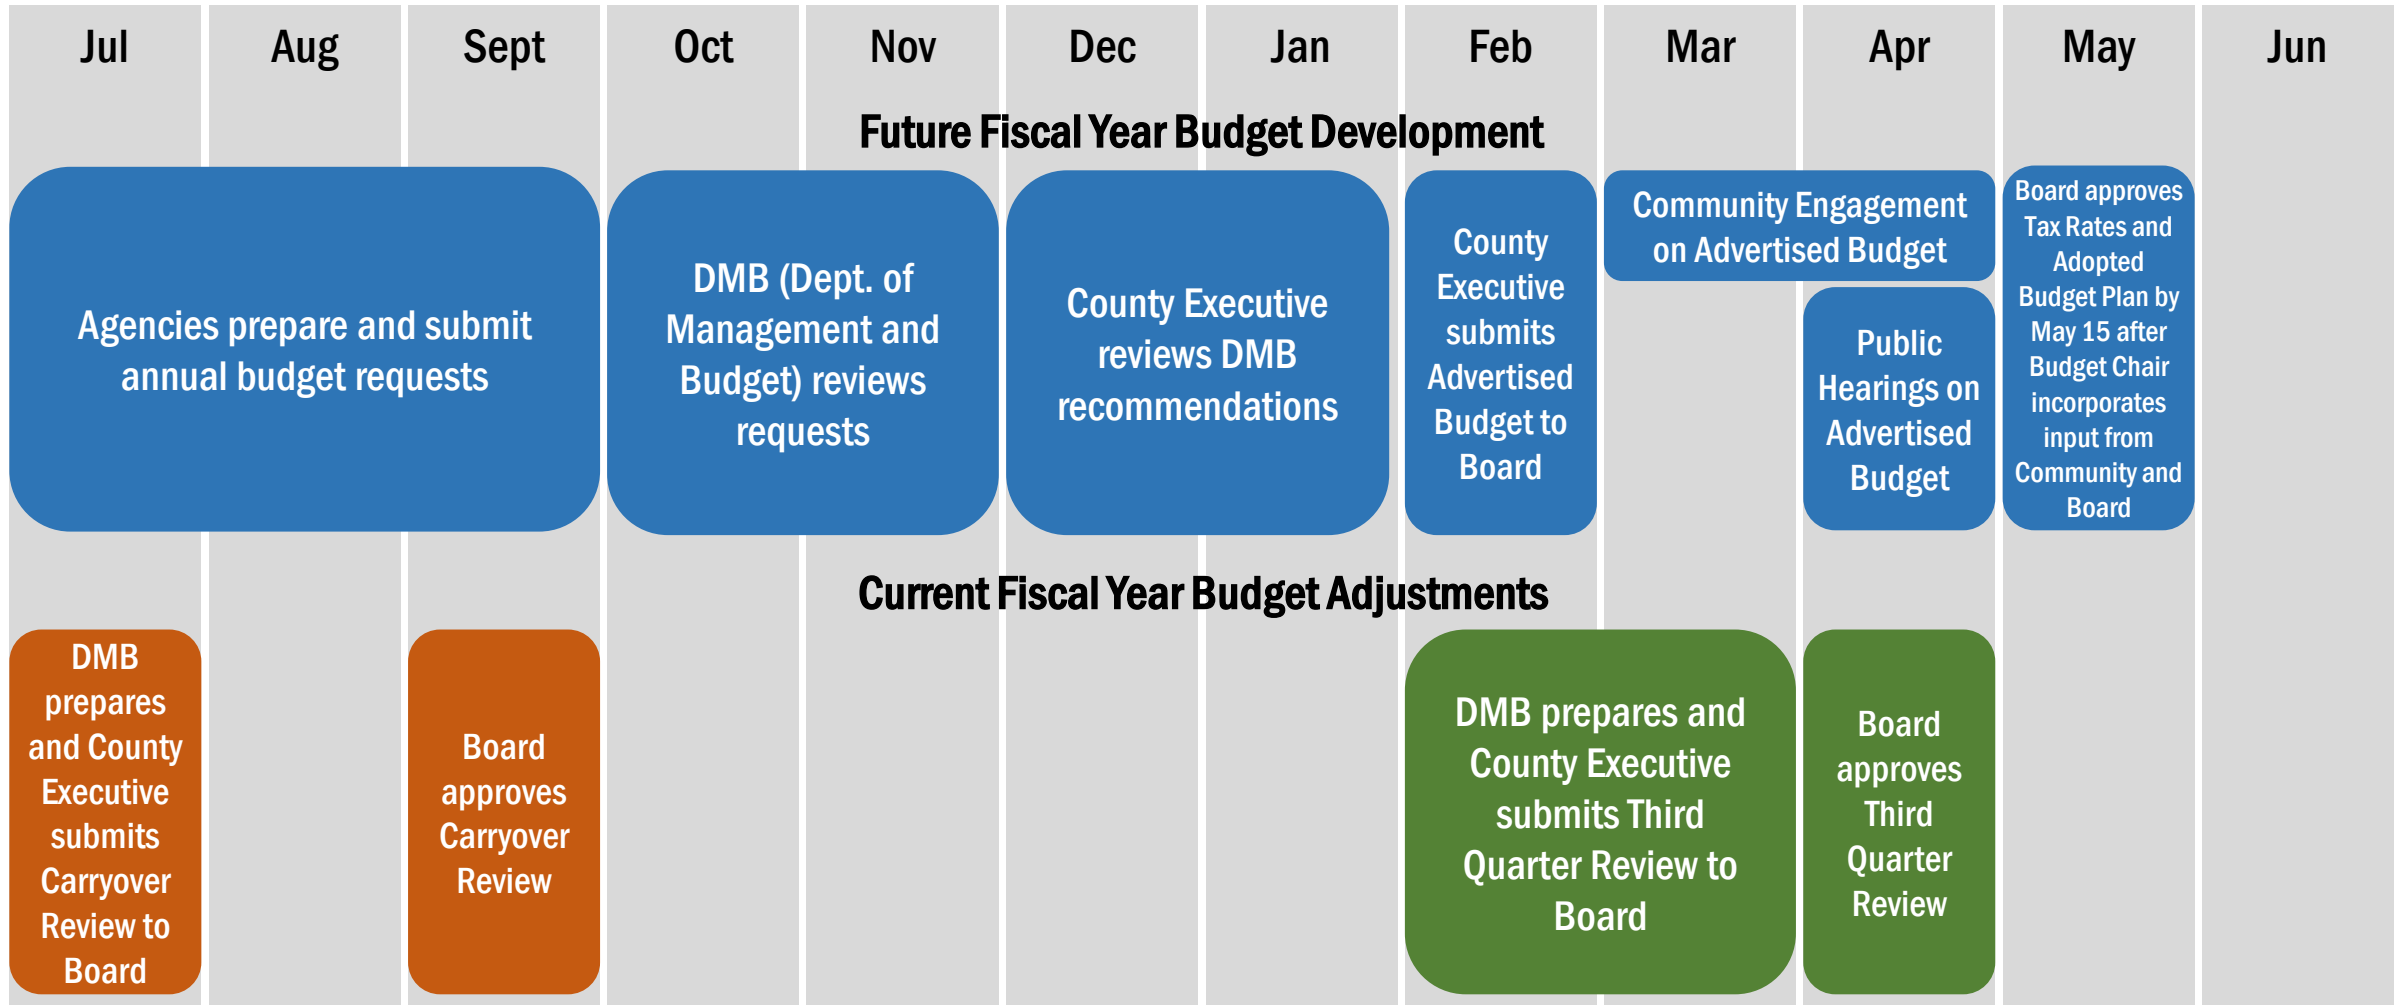 Jul Aug Sept Oct Nov Dec Jan Feb Mar Apr May Jun
Future Fiscal Year Budget Development
Agencies prepare and submit
annual budget requests
DMB (Dept. of
Management and
Budget) reviews
requests
County Executive
reviews DMB
recommendations
County
Executive
submits
Advertised
Budget to
Board
Community Engagement
on Advertised Budget
Public
Hearings on
Advertised
Budget
Board approves
Tax Rates and
Adopted
Budget Plan by
May 15 after
Budget Chair
incorporates
input from
Community and
Board
Current Fiscal Year Budget Adjustments
DMB
prepares
and County
Executive
submits
Carryover
Review to
Board
Board
approves
Carryover
Review
DMB prepares and
County Executive
submits Third
Quarter Review to
Board
Board
approves
Third
Quarter
Review